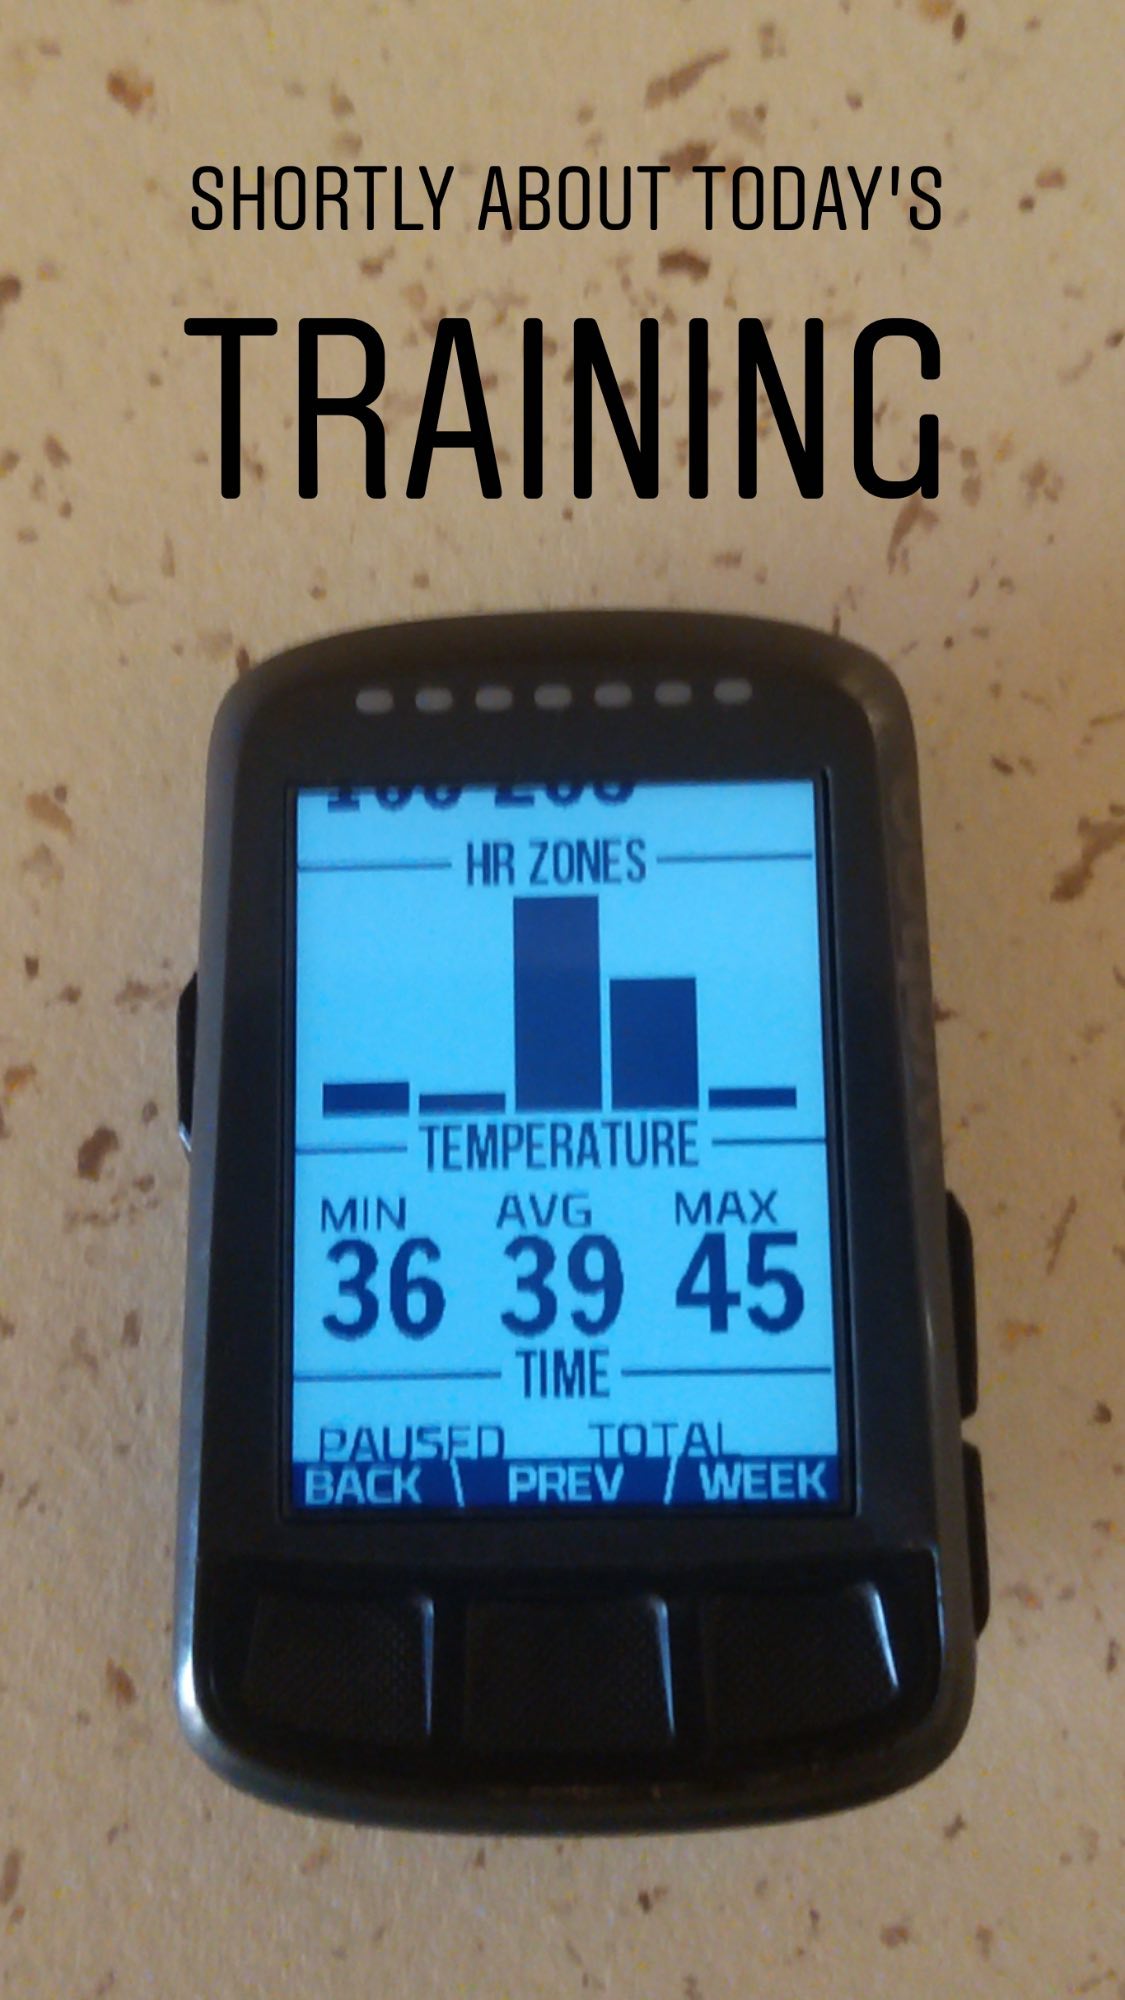 SHORTLY ABOUT TODAY'S
TRAINING
HR ZONES
TEMPERATURE
MIN AVG MAX
36 39 45
TIME
PAUSED TOTAL
BACK PREV WEEK